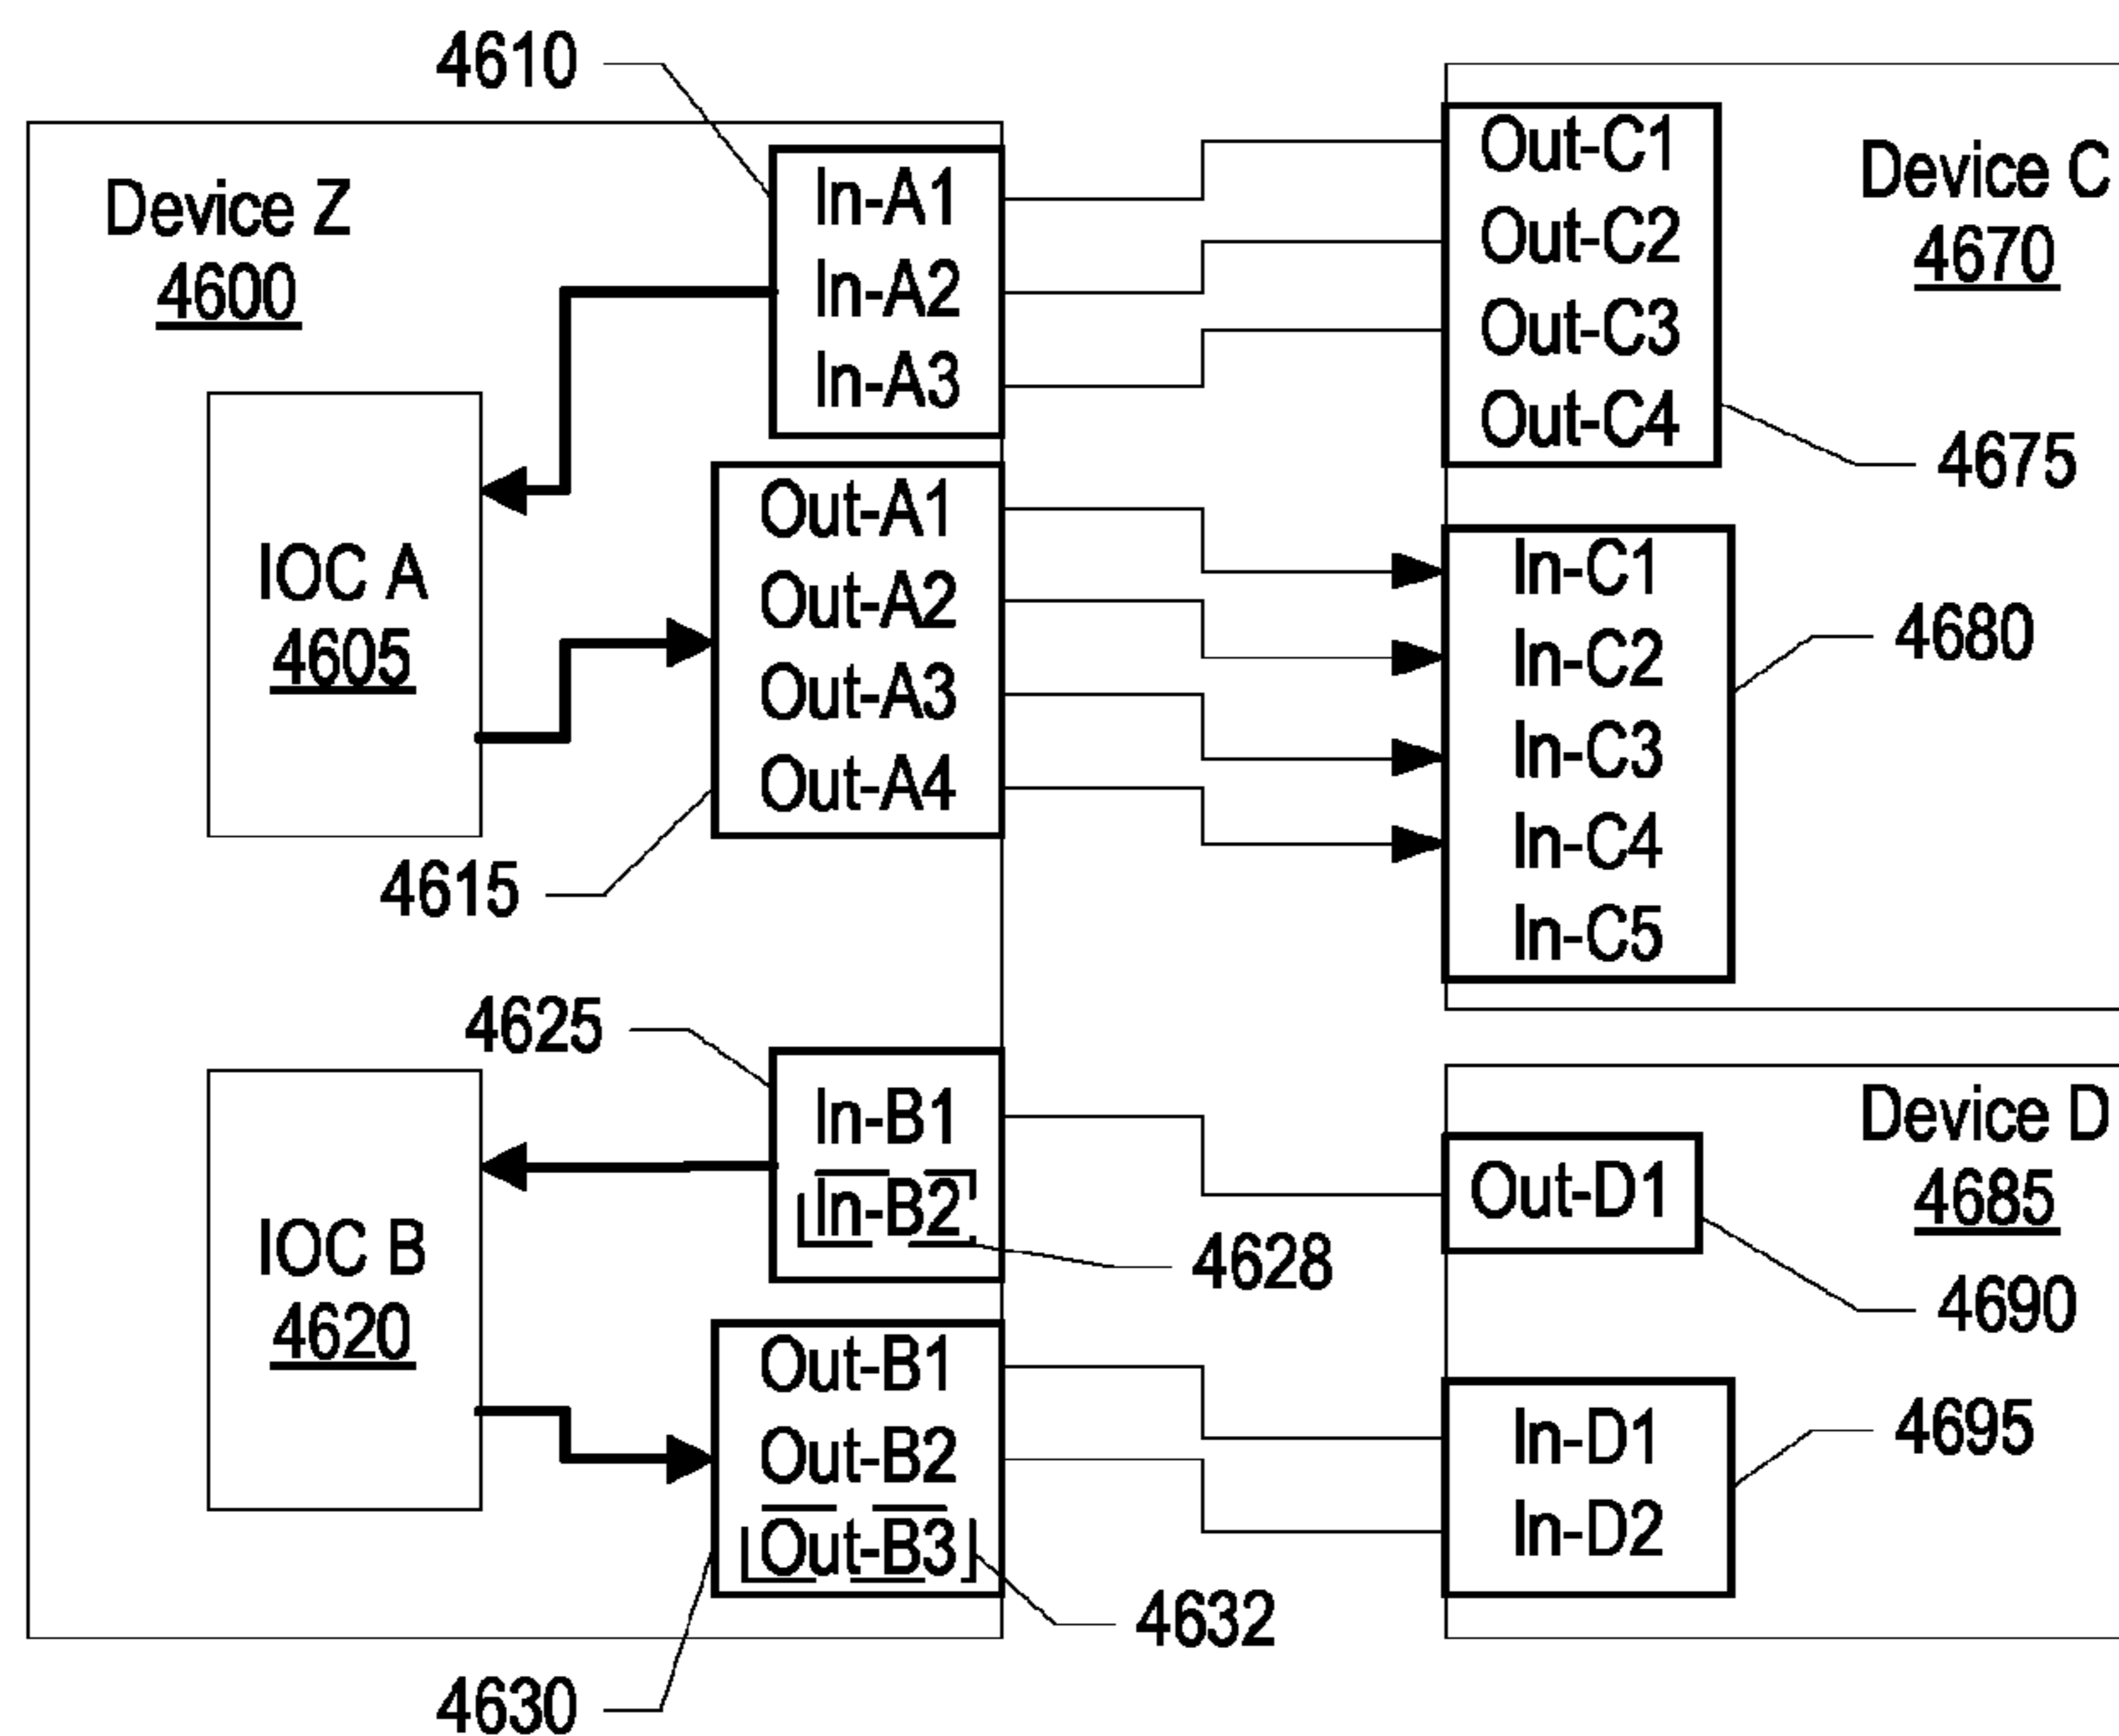 4610
Device Z
4600
In-A1
In-A2
In-A3
IOC A
4605
Out-A1
Out-A2
Out-A3
Out-A4
4615
4625
In-B1
In-B2
4628
IOC B
4620
Out-B1
Out-B2
Out-B3
4632
4630
Device C
4670
Out-C1
Out-C2
Out-C3
Out-C4
4675
In-C1
In-C2
In-C3
In-C4
In-C5
4680
Device D
4685
Out-D1
4690
In-D1
In-D2
4695